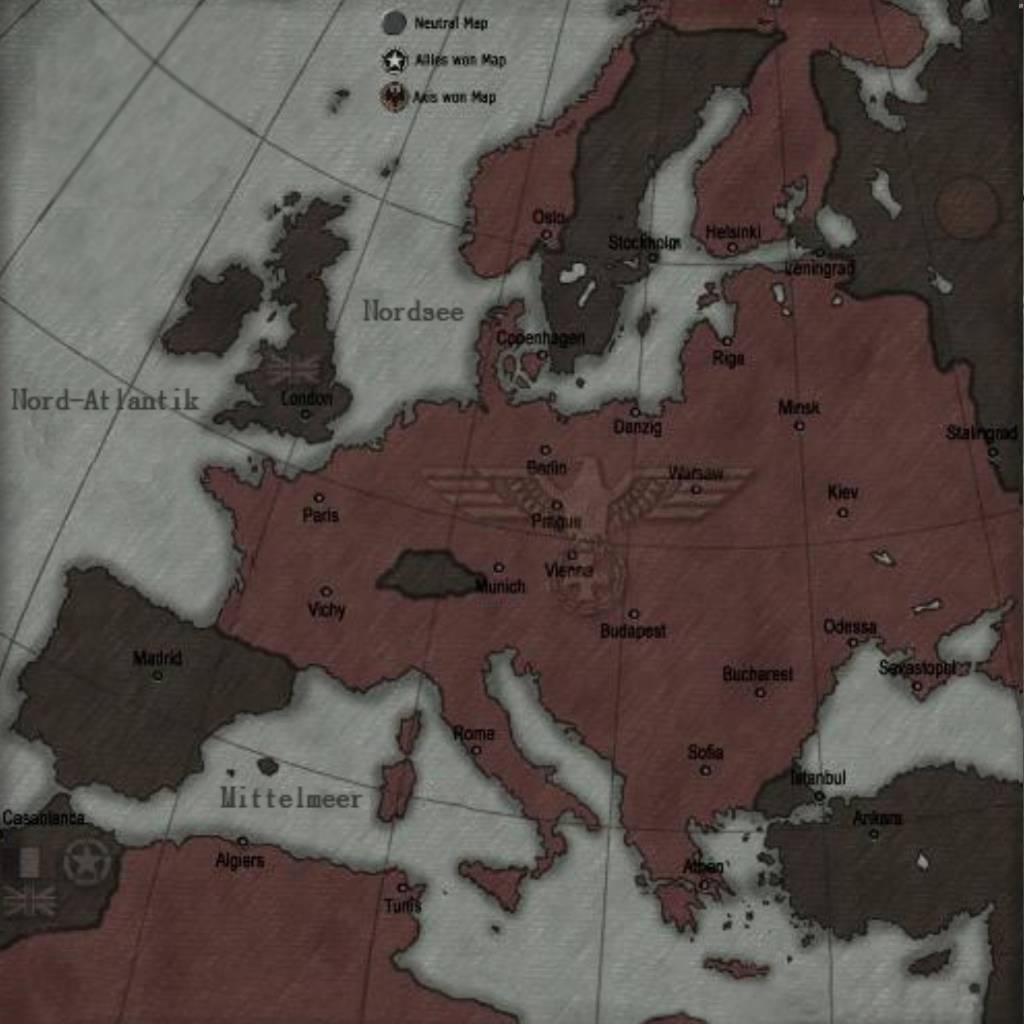 Neutral Map
Allies won Map
Axis won Map
Oslo
Stockholm
Helsinki
Leningrad
Nordsee
Copenhagen
Riga
Nord-Atlantik
London
Danzig
Minsk
Stalingrad
Berlin
Warsaw
Paris
Prague
Kiev
Vienna
Munich
Vichy
Budapest
Odessa
Madrid
Bucharest
Sevastopol
Roma
Sofia
Istanbul
Mittelmeer
Casablanca
Ankara
Algiers
Athen
Tunis